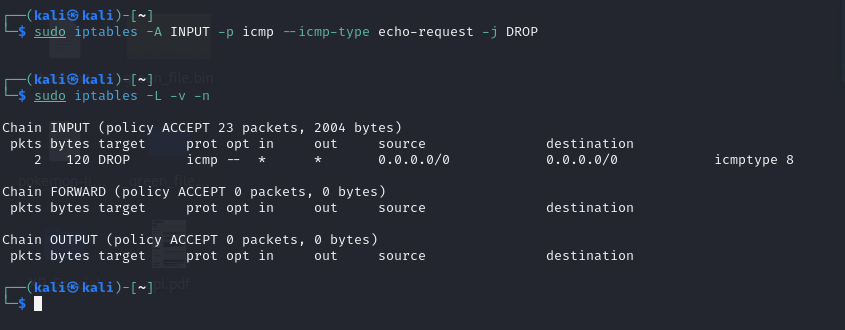 ┌──(kali㉿kali)-[~]
└─$ sudo iptables -A INPUT -p icmp --icmp-type echo-request -j DROP
┌──(kali㉿kali)-[~]
└─$ sudo iptables -L -v -n
Chain INPUT (policy ACCEPT 23 packets, 2004 bytes)
 pkts bytes target     prot opt in     out     source               destination
    2   120 DROP       icmp --  *      *       0.0.0.0/0            0.0.0.0/0            icmptype 8
Chain FORWARD (policy ACCEPT 0 packets, 0 bytes)
 pkts bytes target     prot opt in     out     source               destination
Chain OUTPUT (policy ACCEPT 0 packets, 0 bytes)
 pkts bytes target     prot opt in     out     source               destination
┌──(kali㉿kali)-[~]
└─$